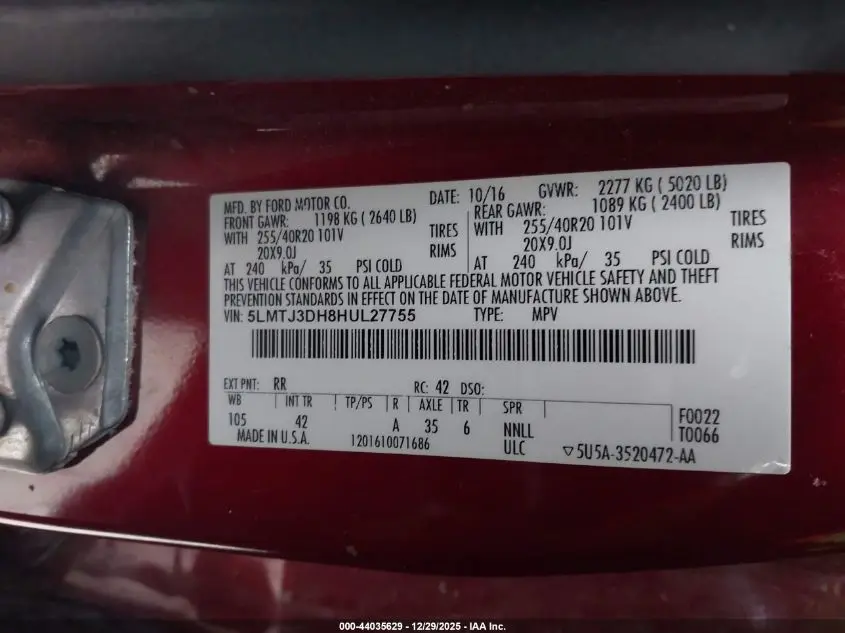 MFD. BY FORD MOTOR CO. DATE: 10/16 GVWR: 2277 KG ( 5020 LB)
FRONT GAWR: 1198 KG ( 2640 LB) REAR GAWR: 1089 KG ( 2400 LB)
WITH 255/40R20 101V TIRES WITH 255/40R20 101V TIRES
20X9.0J RIMS 20X9.0J RIMS
AT 240 kPa/ 35 PSI COLD AT 240 kPa/ 35 PSI COLD
THIS VEHICLE CONFORMS TO ALL APPLICABLE FEDERAL MOTOR VEHICLE SAFETY AND THEFT
PREVENTION STANDARDS IN EFFECT ON THE DATE OF MANUFACTURE SHOWN ABOVE.
VIN: 5LMTJ3DH8HUL27755 TYPE: MPV
EXT PNT: RR RC: 42 DSO:
WB INT TR TP/PS R AXLE TR SPR
105 42 A 35 6 NNLL F0022
ULC T0066
MADE IN U.S.A. 1201610071686 ▽5U5A-3520472-AA
000-44035629 - 12/29/2025 - IAA Inc.